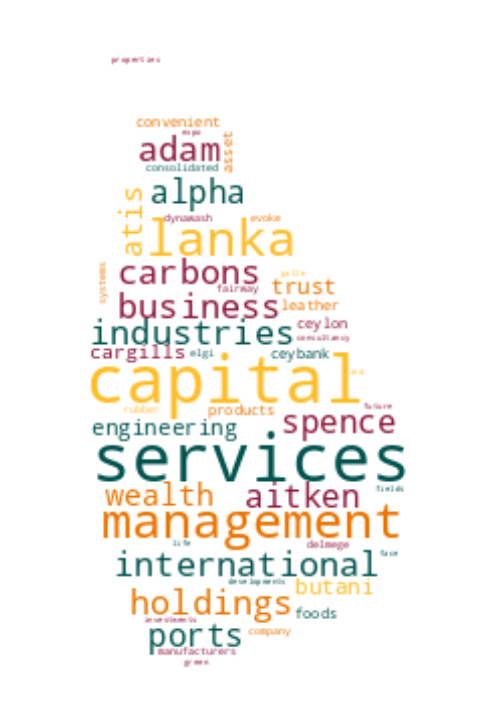 properties
convenient
expo
adam
asset
consolidated
atis
alpha
dynawash
evoke
lanka
systems
carbons
galle
fairway
trust
business
leather
industries
ceylon
consultancy
cargills
elgi
ceybank
capital
and
rubber
products
future
engineering
spence
services
wealth
aitken
fields
management
life
delmege
face
international
developments
butani
holdings
foods
investments
ports
company
manufacturers
green